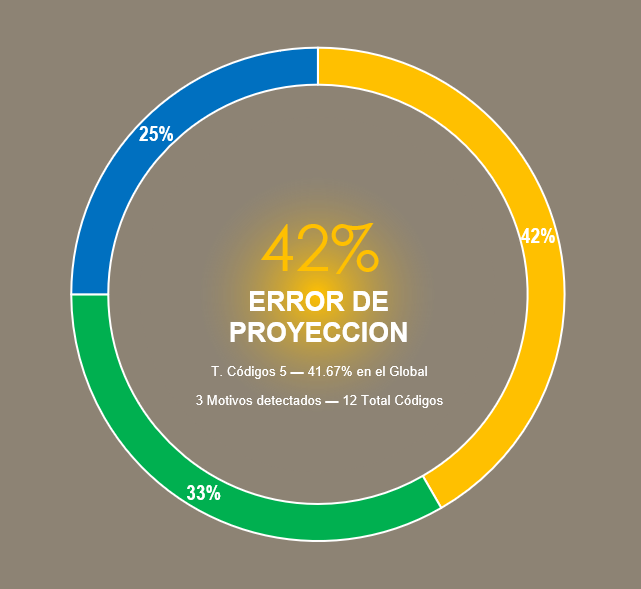 25%
42%
42%
ERROR DE
PROYECCION
T. Códigos 5 — 41.67% en el Global
3 Motivos detectados — 12 Total Códigos
33%